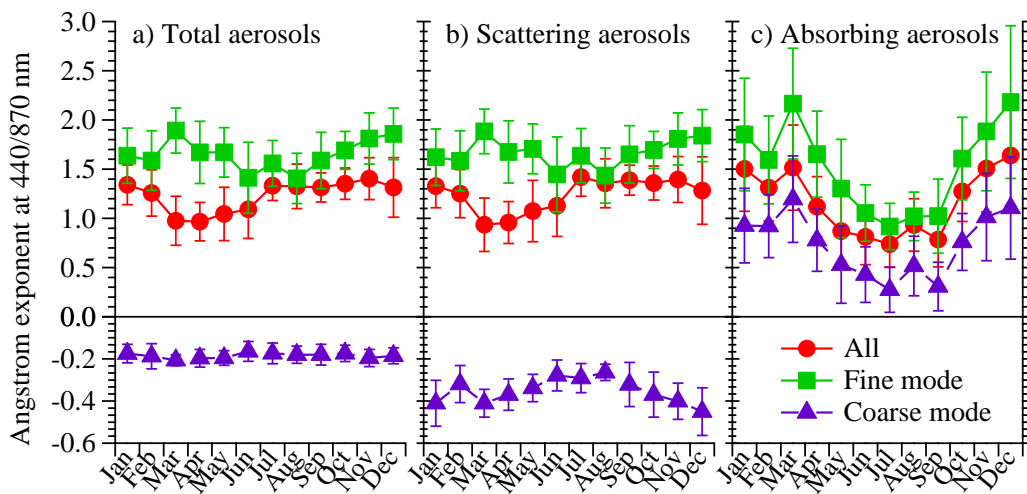 Angstrom exponent at 440/870 nm
3.0
2.5
2.0
1.5
1.0
0.5
0.0
-0.2
-0.4
-0.6
a) Total aerosols
b) Scattering aerosols
c) Absorbing aerosols
All
Fine mode
Coarse mode
Jan Feb Mar Apr May Jun Jul Aug Sep Oct Nov Dec
Jan Feb Mar Apr May Jun Jul Aug Sep Oct Nov Dec
Jan Feb Mar Apr May Jun Jul Aug Sep Oct Nov Dec